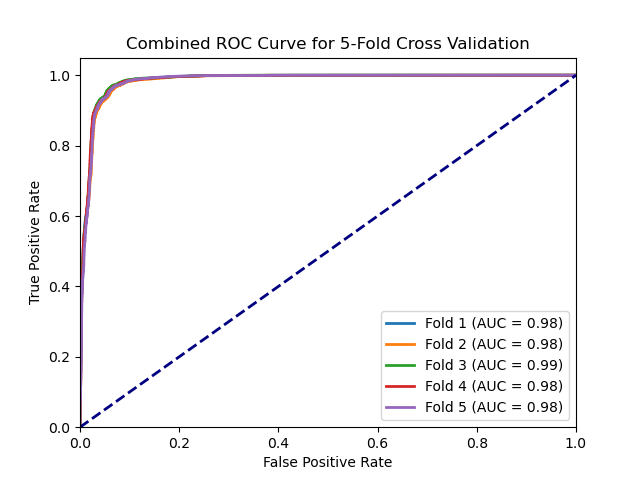 Combined ROC Curve for 5-Fold Cross Validation
True Positive Rate
1.0
0.8
0.6
0.4
0.2
0.0
Fold 1 (AUC = 0.98)
Fold 2 (AUC = 0.98)
Fold 3 (AUC = 0.99)
Fold 4 (AUC = 0.98)
Fold 5 (AUC = 0.98)
0.0 0.2 0.4 0.6 0.8 1.0
False Positive Rate